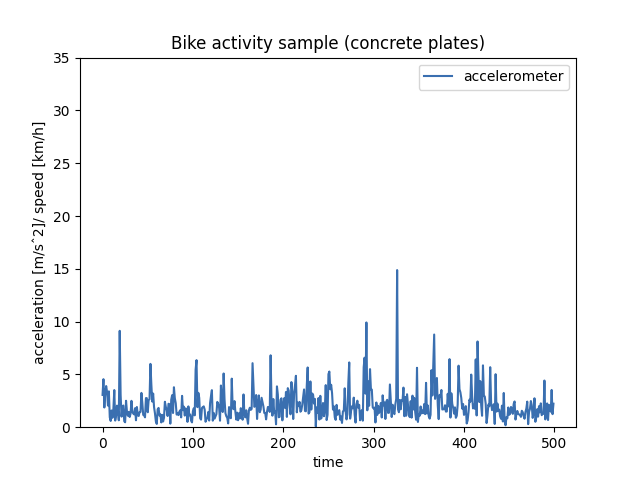 Bike activity sample (concrete plates)
accelerometer
acceleration [m/sˆ2]/ speed [km/h]
35
30
25
20
15
10
5
0
0 100 200 300 400 500
time